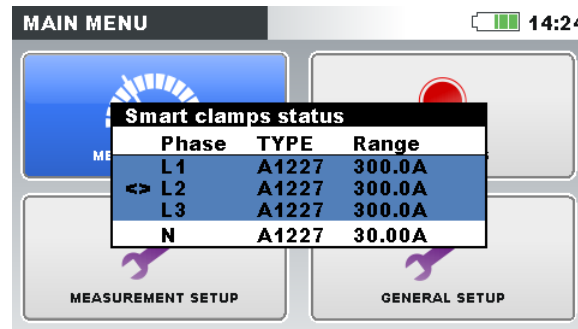 MAIN MENU 14:24
Smart clamps status
Phase TYPE Range
L1 A1227 300.0A
<> L2 A1227 300.0A
L3 A1227 300.0A
N A1227 30.00A
MEASUREMENT SETUP GENERAL SETUP